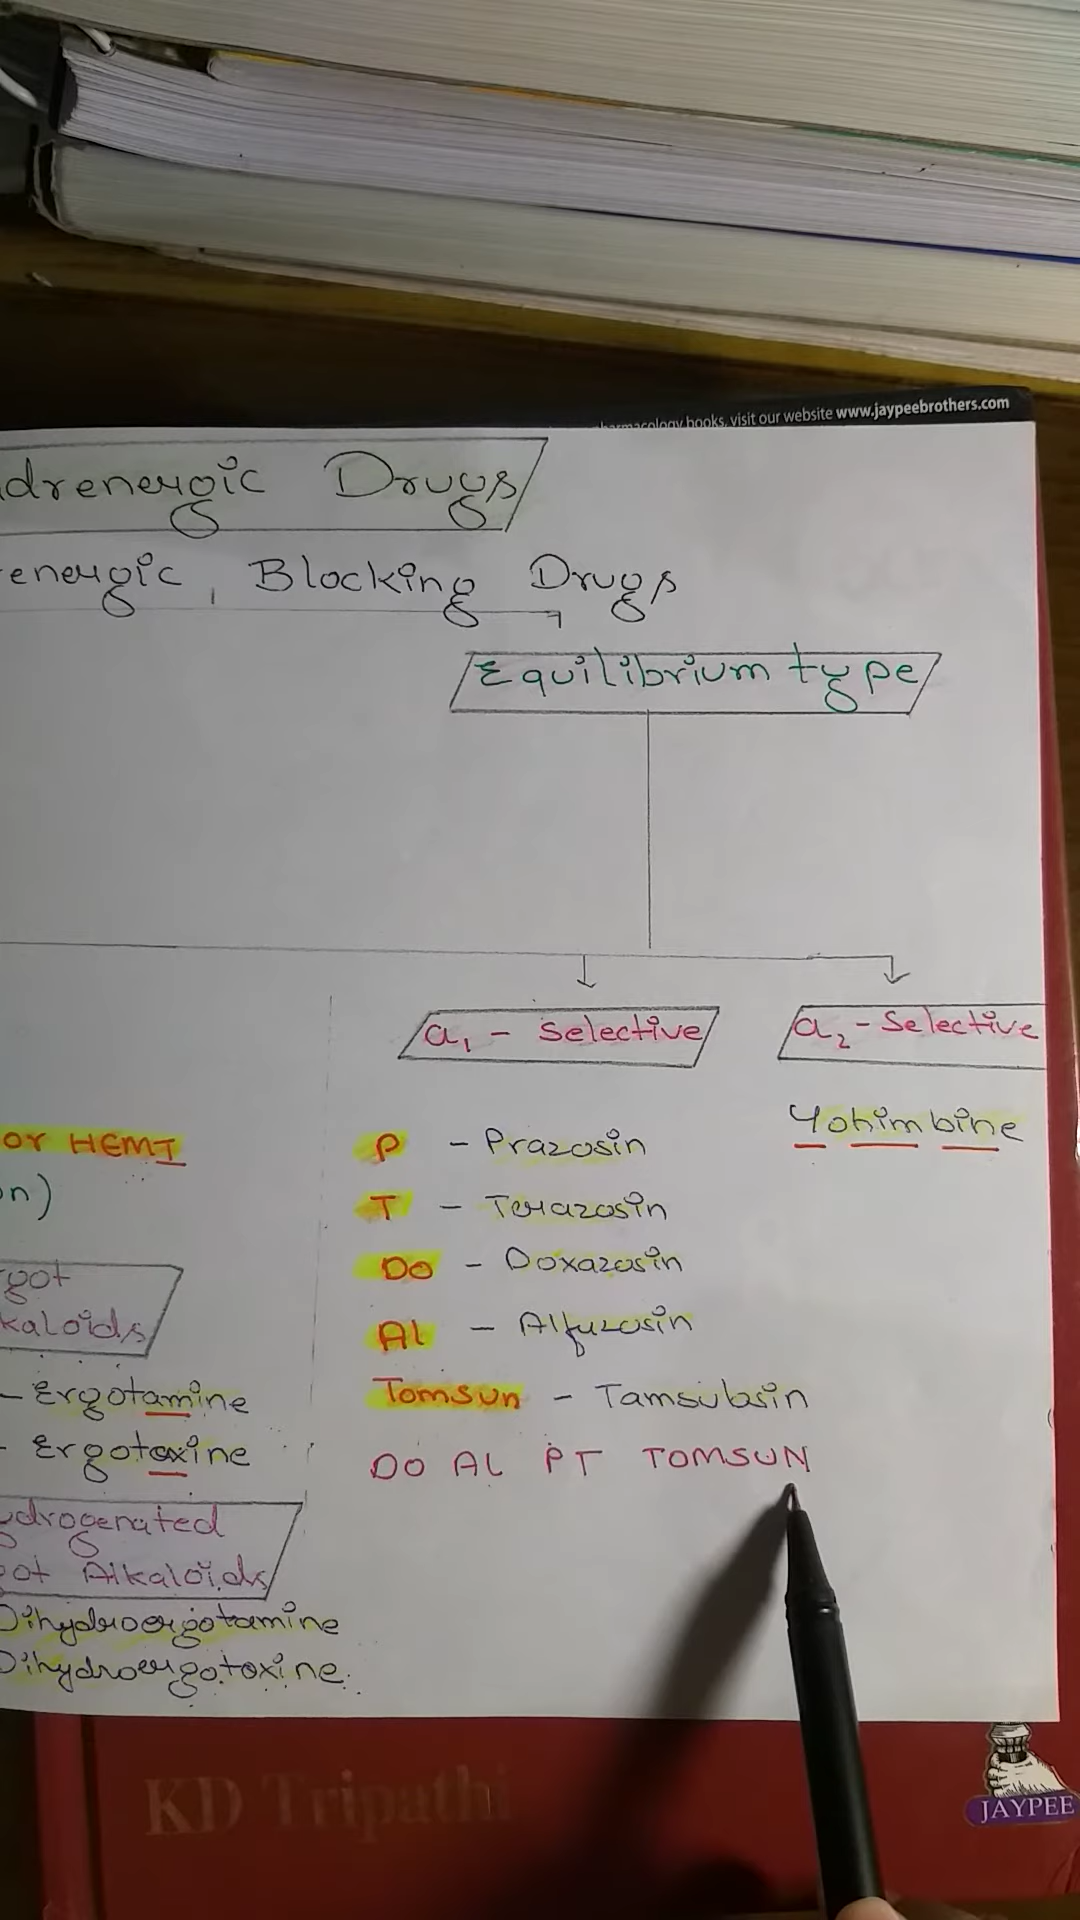 books, visit our website www.jaypeebrothers.com
drenergic Drugs
energic Blocking Drugs
Equilibrium type
α1 - Selective
α2 - Selective
or HEMI
on)
P - Prazosin
T - Terazosin
Do - Doxazosin
Al - Alfuzosin
Tomsun - Tamsulosin
DO AL PT TOMSUN
Yohimbine
got
kaloids
- Ergotamine
- Ergotoxine
ydrogenated
got Alkaloids
Dihydroergotamine
Dihydroergotoxine.
KD Tripathi
JAYPEE